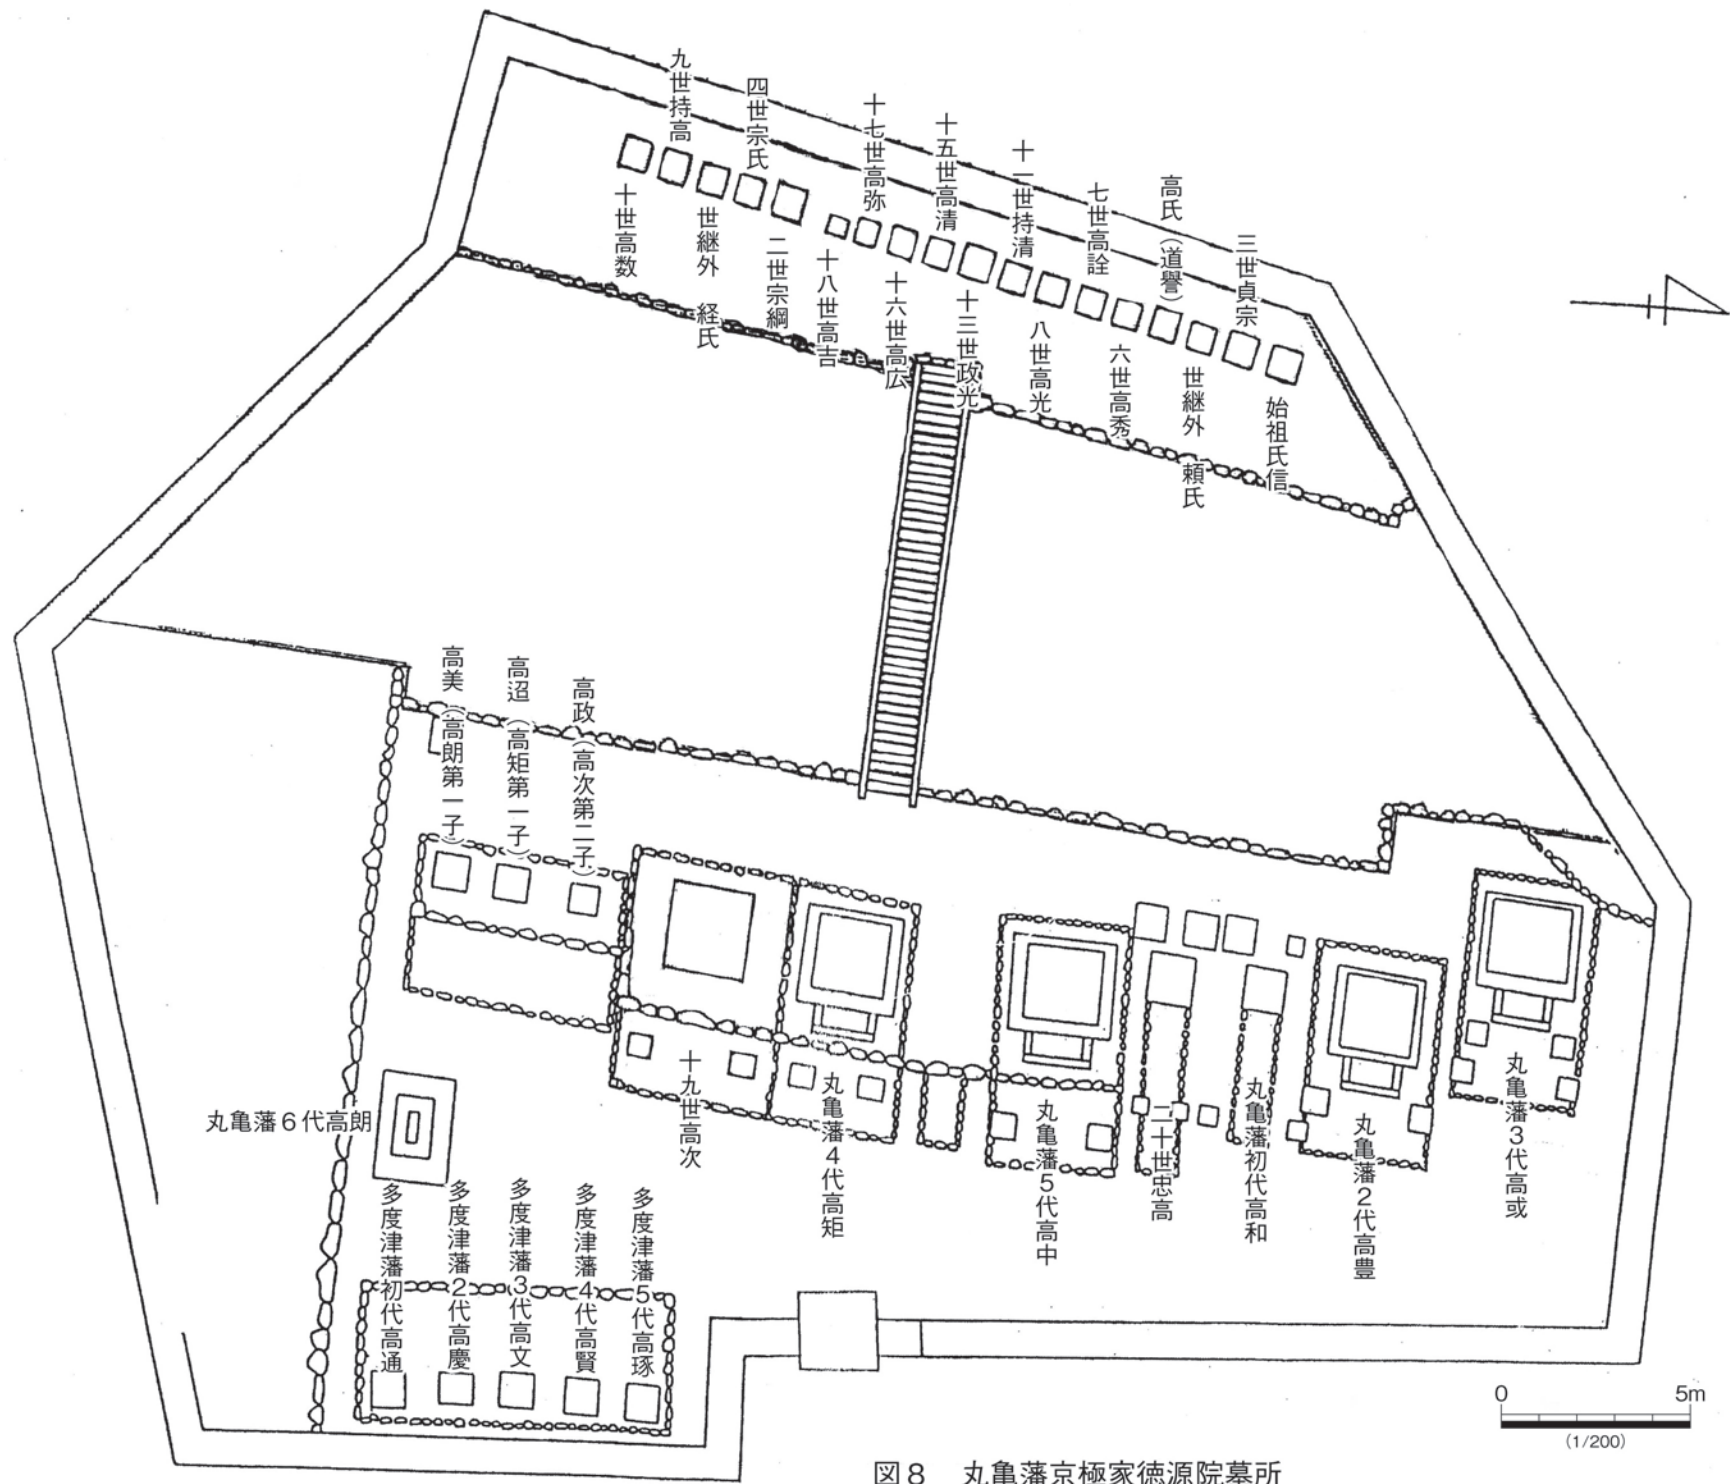 九世持高
四世宗氏
十七世高弥
十五世高清
十一世持清
七世高詮
高氏（道誉）
三世貞宗
十世高数
世継外　経氏
二世宗綱
十八世高吉
十六世高広
十三世政光
八世高光
六世高秀
世継外　頼氏
始祖氏信
高美（高朗第一子）
高迢（高矩第一子）
高政（高次第二子）
丸亀藩６代高朗
十九世高次
丸亀藩４代高矩
丸亀藩５代高中
二十世忠高
丸亀藩初代高和
丸亀藩２代高豊
丸亀藩３代高或
多度津藩初代高通
多度津藩２代高慶
多度津藩３代高文
多度津藩４代高賢
多度津藩５代高琢
0 5m
(1/200)
図８　丸亀藩京極家徳源院墓所